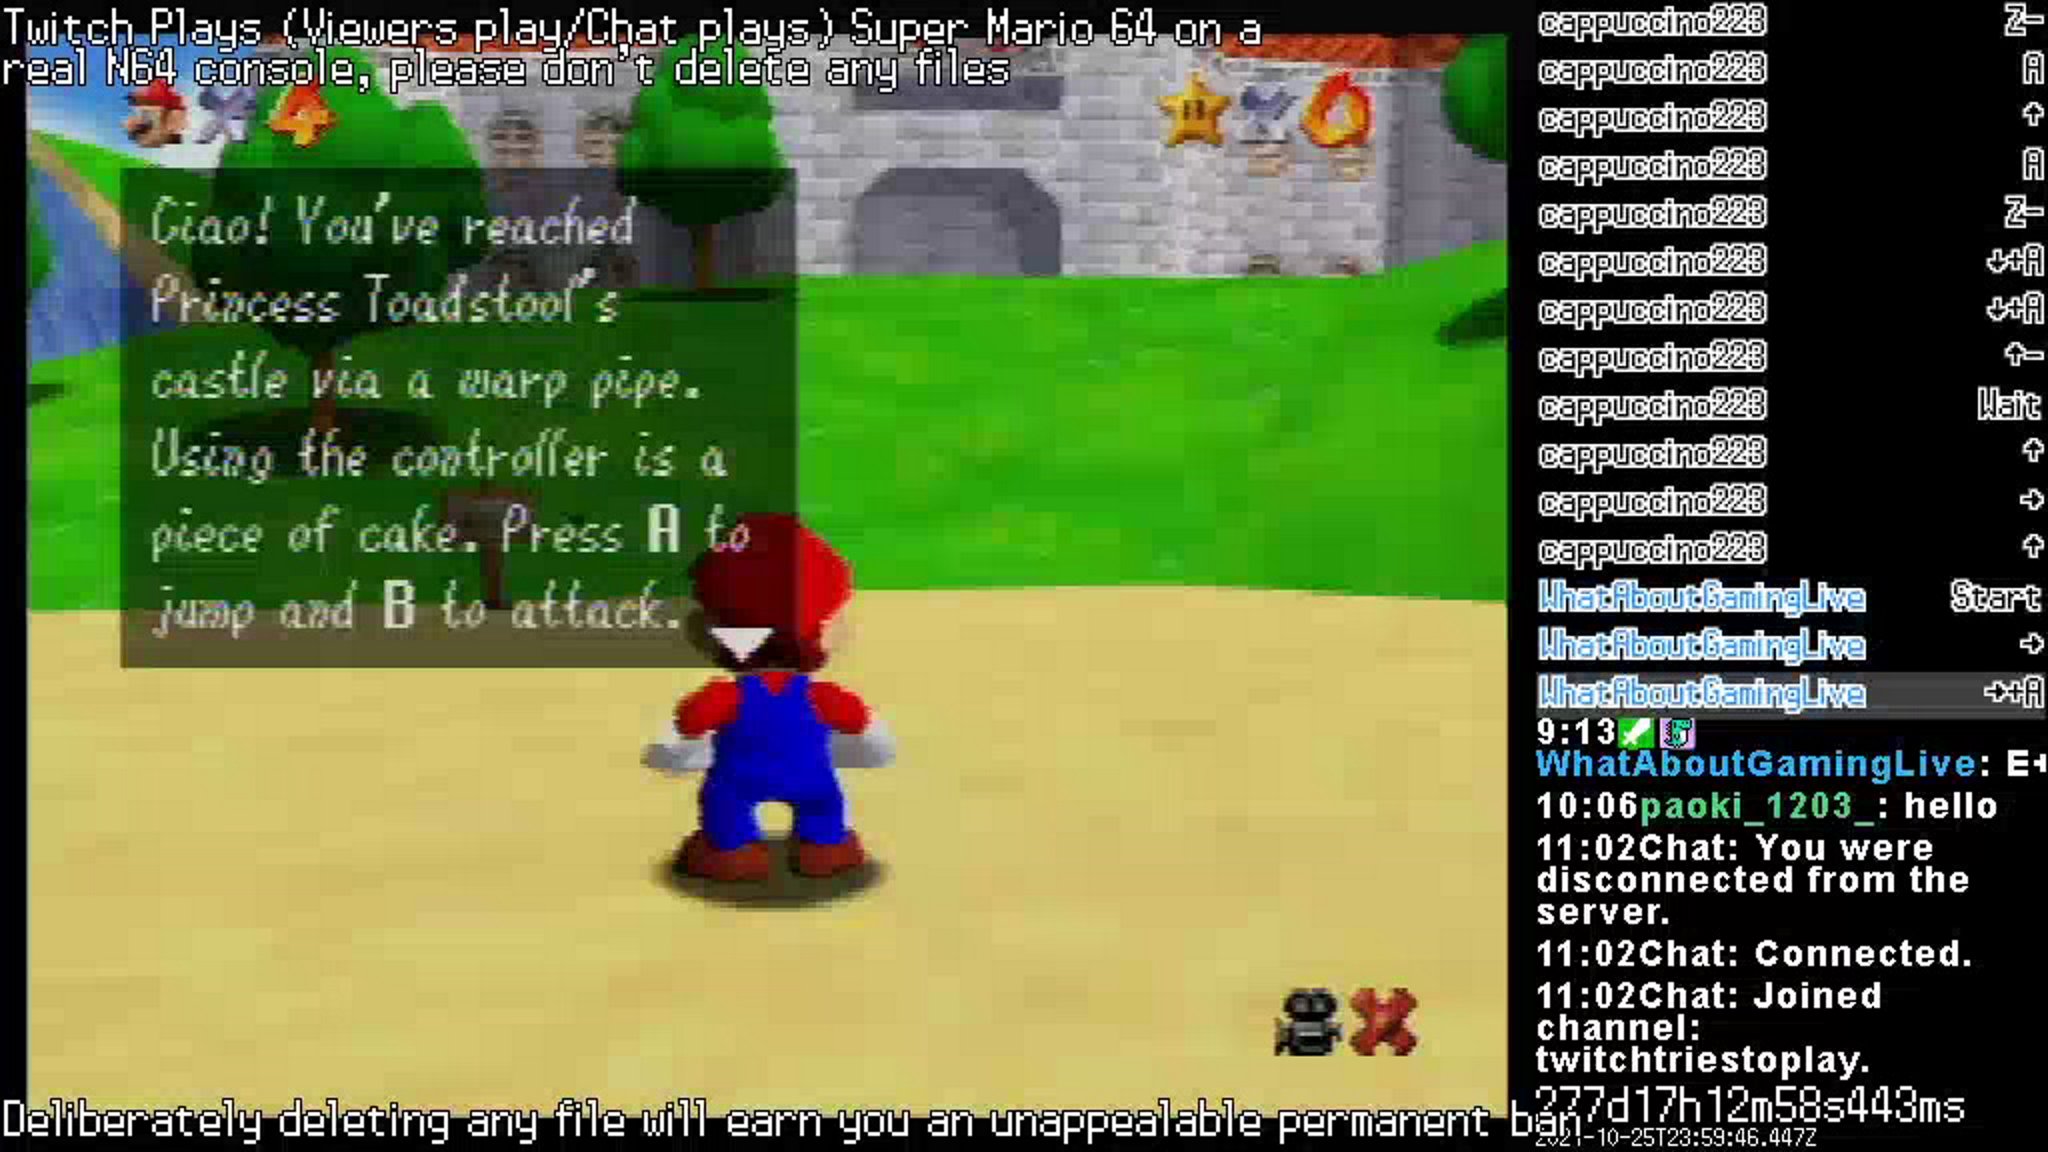 Twitch Plays (Viewers play/Chat plays) Super Mario 64 on a
real N64 console, please don't delete any files
4
6
Ciao! You've reached
Princess Toadstool's
castle via a warp pipe.
Using the controller is a
piece of cake. Press A to
jump and B to attack.
cappuccino223 Z-
cappuccino223 A
cappuccino223 ↑
cappuccino223 A
cappuccino223 Z-
cappuccino223 ↓+A
cappuccino223 ↓+A
cappuccino223 ↑-
cappuccino223 Wait
cappuccino223 ↑
cappuccino223 →
cappuccino223 ↑
WhatAboutGamingLive Start
WhatAboutGamingLive →
WhatAboutGamingLive →+A
9:13
WhatAboutGamingLive: E+
10:06paoki_1203_: hello
11:02Chat: You were
disconnected from the
server.
11:02Chat: Connected.
11:02Chat: Joined
channel:
twitchtriestoplay.
277d17h12m58s443ms
Deliberately deleting any file will earn you an unappealable permanent ban
2021-10-25T23:59:46.447Z